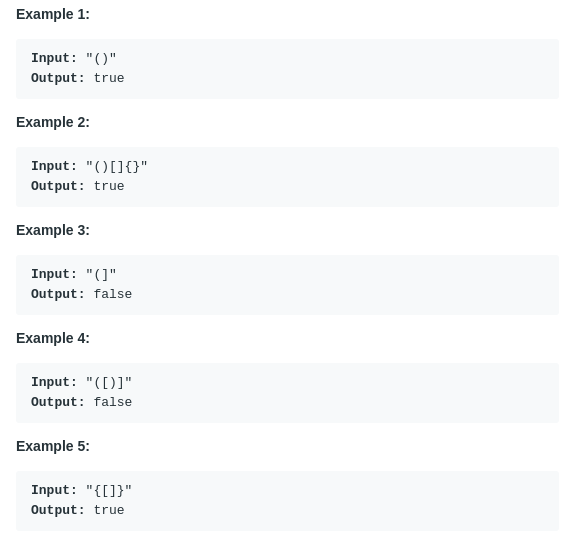 Example 1:
Input: "()"
Output: true
Example 2:
Input: "()[]{}"
Output: true
Example 3:
Input: "(]"
Output: false
Example 4:
Input: "([)]"
Output: false
Example 5:
Input: "{[]}"
Output: true